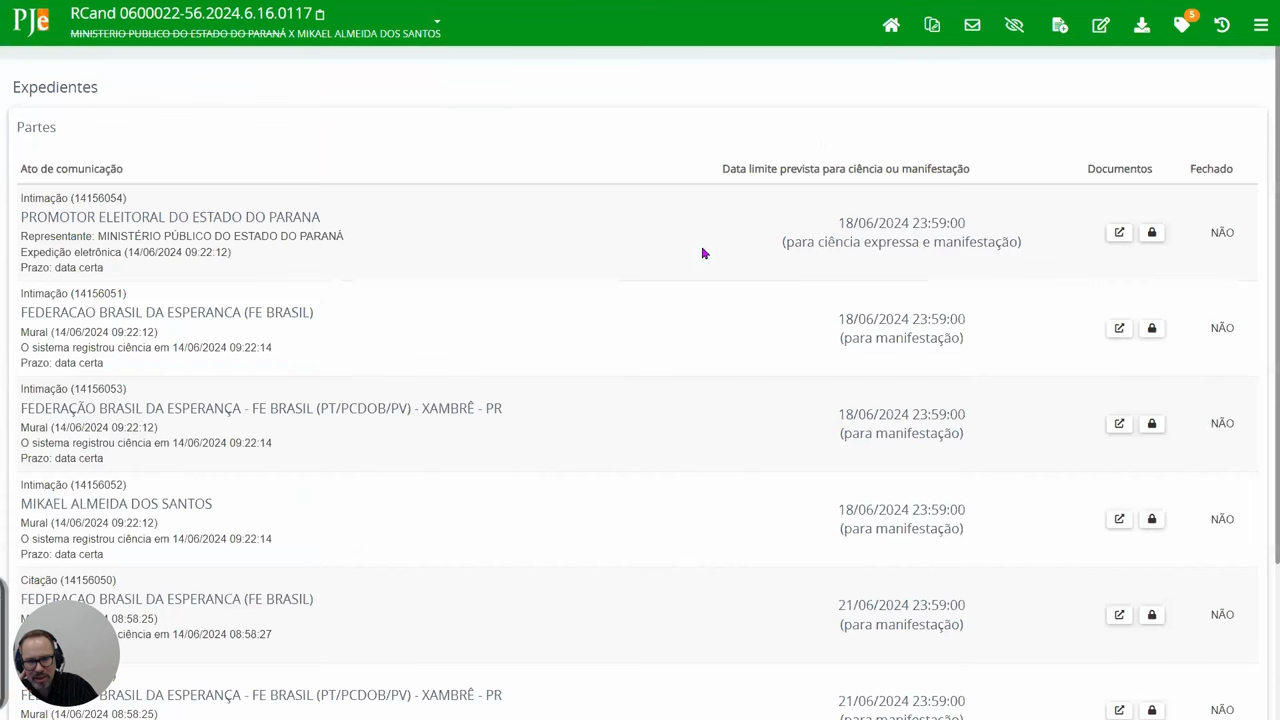 PJe
RCand 0600022-56.2024.6.16.0117
MINISTERIO PUBLICO DO ESTADO DO PARANÁ X MIKAEL ALMEIDA DOS SANTOS
5
Expedientes
Partes
Ato de comunicação Data limite prevista para ciência ou manifestação Documentos Fechado
Intimação (14156054)
PROMOTOR ELEITORAL DO ESTADO DO PARANA
Representante: MINISTÉRIO PÚBLICO DO ESTADO DO PARANÁ
Expedição eletrônica (14/06/2024 09:22:12)
Prazo: data certa
18/06/2024 23:59:00
(para ciência expressa e manifestação)
NÃO
Intimação (14156051)
FEDERACAO BRASIL DA ESPERANCA (FE BRASIL)
Mural (14/06/2024 09:22:12)
O sistema registrou ciência em 14/06/2024 09:22:14
Prazo: data certa
18/06/2024 23:59:00
(para manifestação)
NÃO
Intimação (14156053)
FEDERAÇÃO BRASIL DA ESPERANÇA - FE BRASIL (PT/PCDOB/PV) - XAMBRÊ - PR
Mural (14/06/2024 09:22:12)
O sistema registrou ciência em 14/06/2024 09:22:14
Prazo: data certa
18/06/2024 23:59:00
(para manifestação)
NÃO
Intimação (14156052)
MIKAEL ALMEIDA DOS SANTOS
Mural (14/06/2024 09:22:12)
O sistema registrou ciência em 14/06/2024 09:22:14
Prazo: data certa
18/06/2024 23:59:00
(para manifestação)
NÃO
Citação (14156050)
FEDERACAO BRASIL DA ESPERANCA (FE BRASIL)
08:58:25)
ciência em 14/06/2024 08:58:27
21/06/2024 23:59:00
(para manifestação)
NÃO
BRASIL DA ESPERANÇA - FE BRASIL (PT/PCDOB/PV) - XAMBRÊ - PR
08:58:25)
21/06/2024 23:59:00
(para manifestação)
NÃO